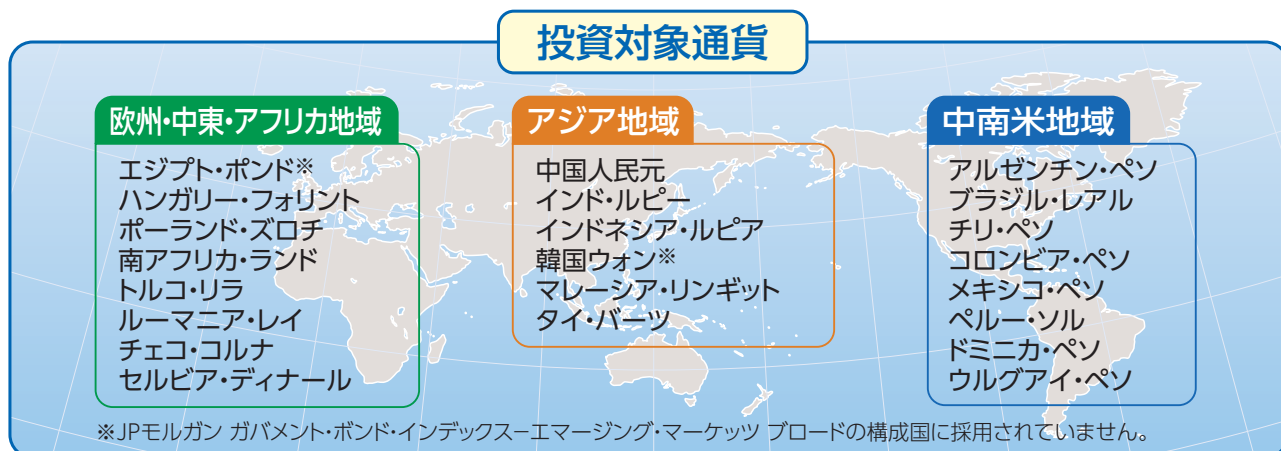 投資対象通貨
欧州・中東・アフリカ地域
エジプト・ポンド※
ハンガリー・フォリント
ポーランド・ズロチ
南アフリカ・ランド
トルコ・リラ
ルーマニア・レイ
チェコ・コルナ
セルビア・ディナール
アジア地域
中国人民元
インド・ルピー
インドネシア・ルピア
韓国ウォン※
マレーシア・リンギット
タイ・バーツ
中南米地域
アルゼンチン・ペソ
ブラジル・レアル
チリ・ペソ
コロンビア・ペソ
メキシコ・ペソ
ペルー・ソル
ドミニカ・ペソ
ウルグアイ・ペソ
※JPモルガン ガバメント・ボンド・インデックス−エマージング・マーケッツ ブロードの構成国に採用されていません。